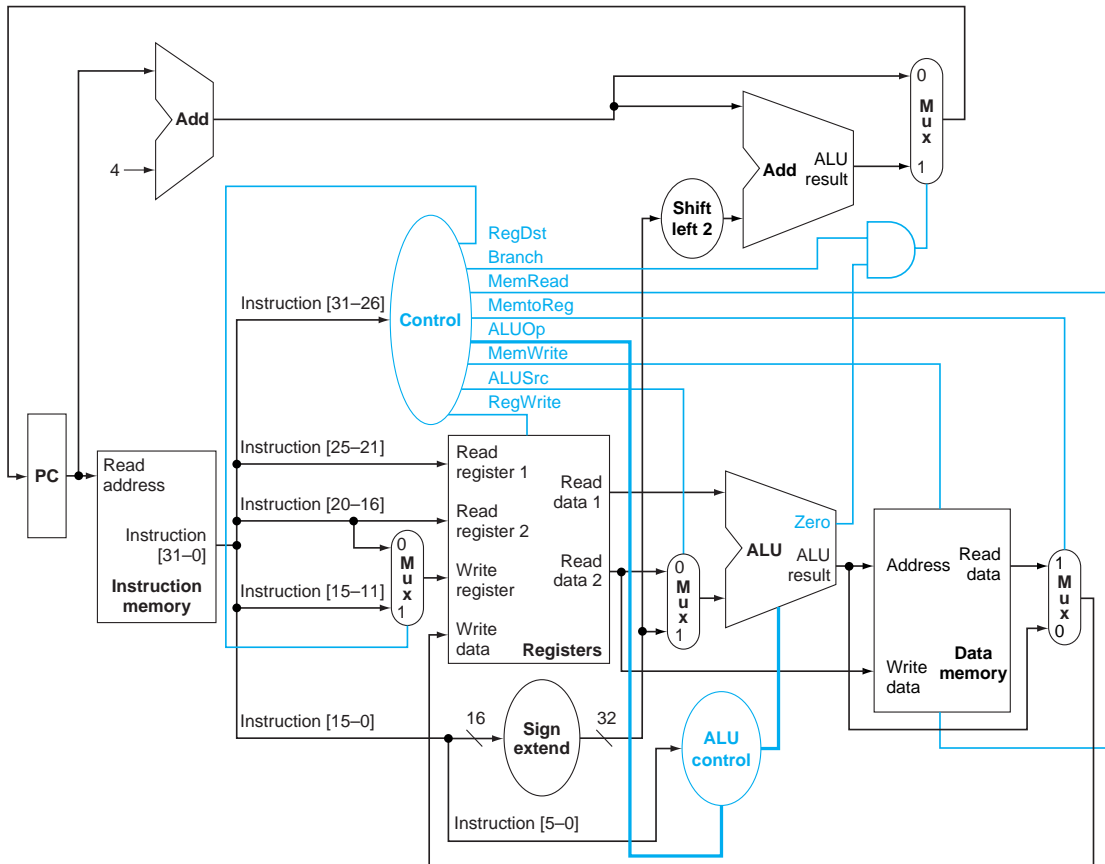 0
M
u
x
1
Add
4
Add
ALU
result
Shift
left 2
RegDst
Branch
MemRead
MemtoReg
ALUOp
MemWrite
ALUSrc
RegWrite
Control
Instruction [31–26]
PC
Read
address
Instruction
[31–0]
Instruction
memory
Instruction [25–21]
Instruction [20–16]
Instruction [15–11]
Instruction [15–0]
0
M
u
x
1
Read
register 1
Read
register 2
Write
register
Write
data
Read
data 1
Read
data 2
Registers
0
M
u
x
1
Zero
ALU
ALU
result
Address
Read
data
Write
data
Data
memory
1
M
u
x
0
16
Sign
extend
32
ALU
control
Instruction [5–0]